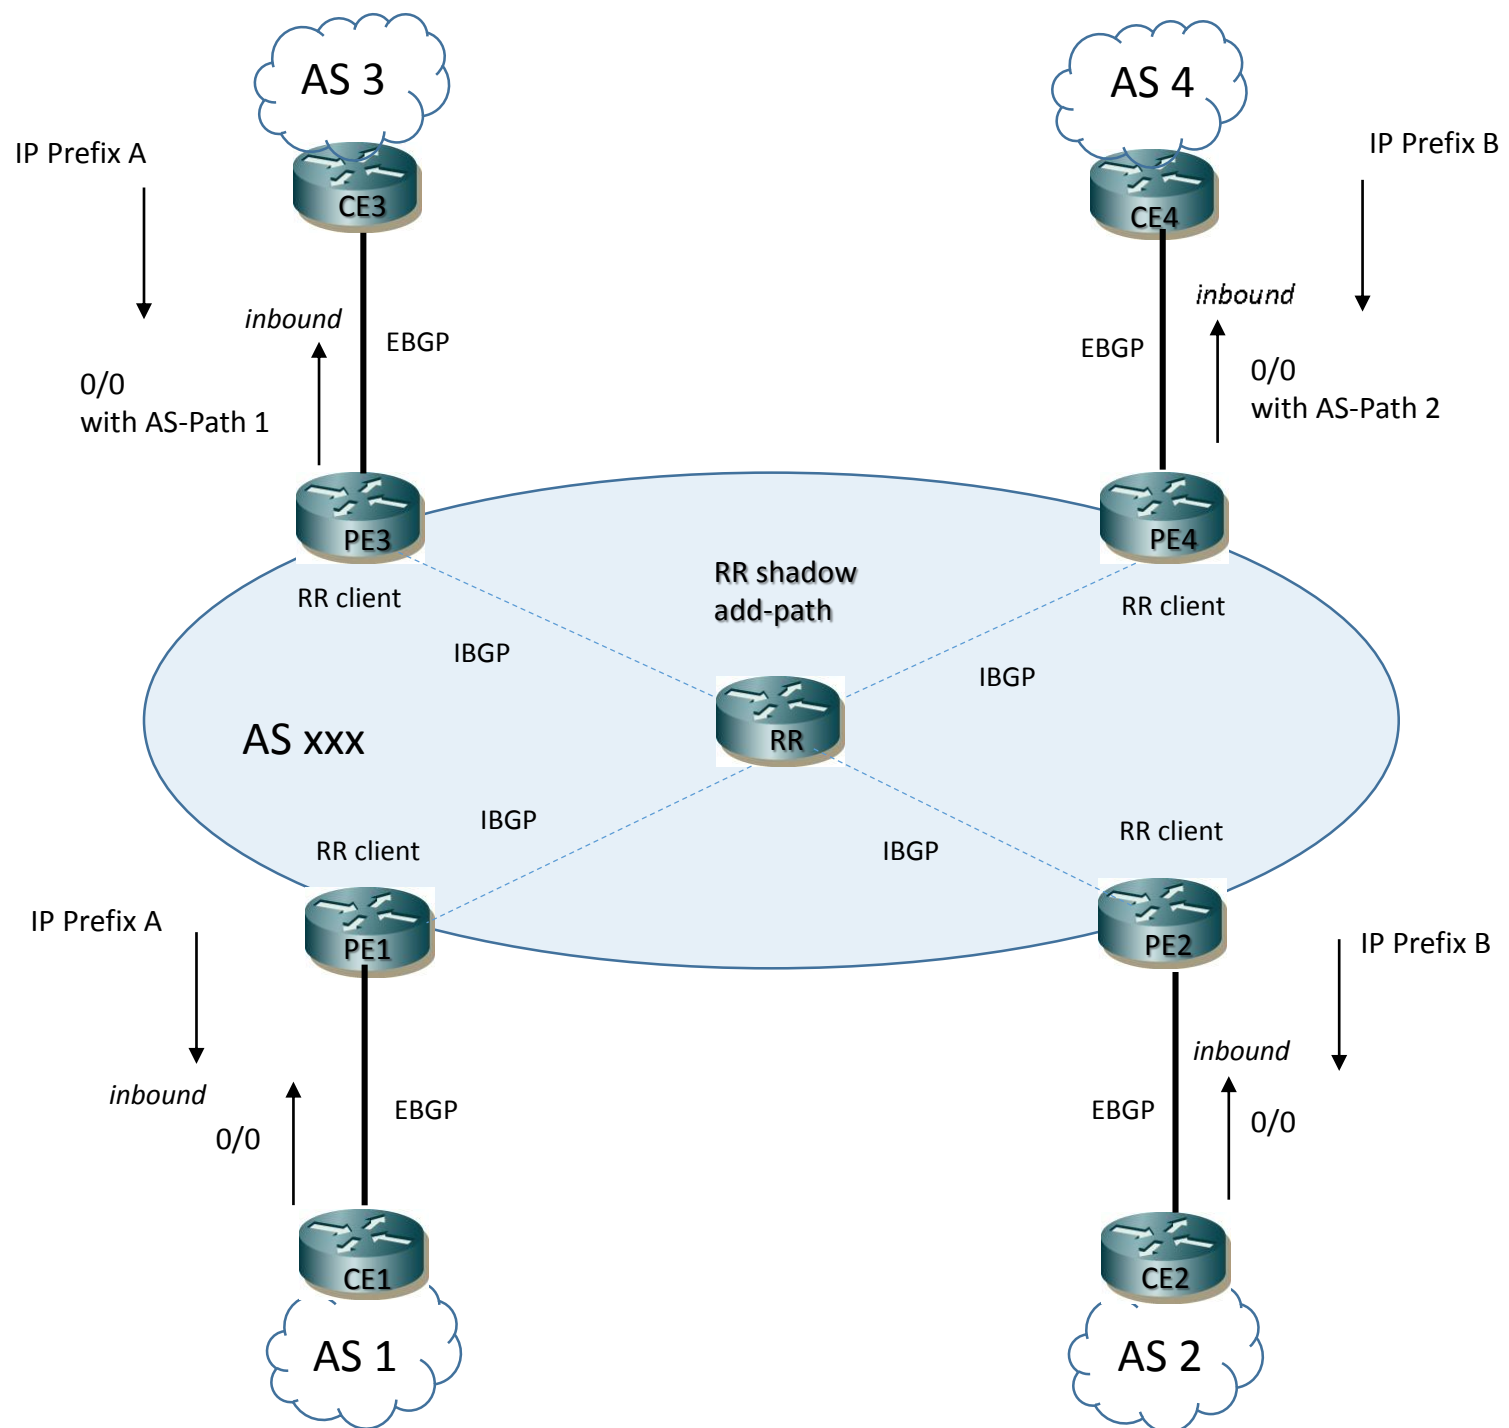 AS 3
AS 4
IP Prefix A
IP Prefix B
CE3
CE4
inbound
inbound
EBGP
EBGP
0/0
with AS-Path 1
0/0
with AS-Path 2
PE3
PE4
RR client
RR shadow
add-path
RR client
IBGP
IBGP
AS xxx
RR
IBGP
IBGP
RR client
RR client
IP Prefix A
PE1
PE2
IP Prefix B
inbound
inbound
0/0
EBGP
EBGP
0/0
CE1
CE2
AS 1
AS 2